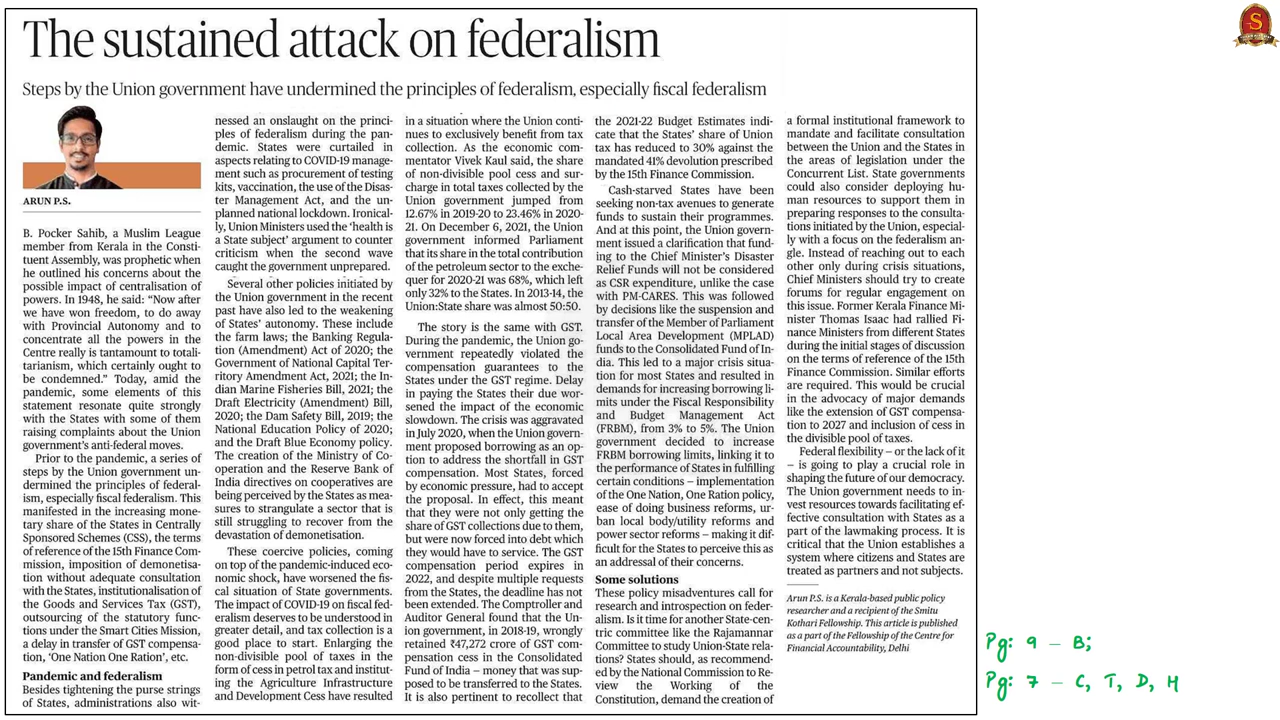 The sustained attack on federalism
Steps by the Union government have undermined the principles of federalism, especially fiscal federalism
ARUN P.S.
B. Pocker Sahib, a Muslim League
member from Kerala in the Consti-
tuent Assembly, was prophetic when
he outlined his concerns about the
possible impact of centralisation of
powers. In 1948, he said: “Now after
we have won freedom, to do away
with Provincial Autonomy and to
concentrate all the powers in the
Centre really is tantamount to totali-
tarianism, which certainly ought to
be condemned.” Today, amid the
pandemic, some elements of this
statement resonate quite strongly
with the States with some of them
raising complaints about the Union
government’s anti-federal moves.
Prior to the pandemic, a series of
steps by the Union government un-
dermined the principles of federal-
ism, especially fiscal federalism. This
manifested in the increasing mone-
tary share of the States in Centrally
Sponsored Schemes (CSS), the terms
of reference of the 15th Finance Com-
mission, imposition of demonetisa-
tion without adequate consultation
with the States, institutionalisation of
the Goods and Services Tax (GST),
outsourcing of the statutory func-
tions under the Smart Cities Mission,
a delay in transfer of GST compensa-
tion, ‘One Nation One Ration’, etc.
Pandemic and federalism
Besides tightening the purse strings
of States, administrations also wit-
nessed an onslaught on the princi-
ples of federalism during the pan-
demic. States were curtailed in
aspects relating to COVID-19 manage-
ment such as procurement of testing
kits, vaccination, the use of the Disas-
ter Management Act, and the un-
planned national lockdown. Ironical-
ly, Union Ministers used the ‘health is
a State subject’ argument to counter
criticism when the second wave
caught the government unprepared.
Several other policies initiated by
the Union government in the recent
past have also led to the weakening
of States’ autonomy. These include
the farm laws; the Banking Regula-
tion (Amendment) Act of 2020; the
Government of National Capital Ter-
ritory Amendment Act, 2021; the In-
dian Marine Fisheries Bill, 2021; the
Draft Electricity (Amendment) Bill,
2020; the Dam Safety Bill, 2019; the
National Education Policy of 2020;
and the Draft Blue Economy policy.
The creation of the Ministry of Co-
operation and the Reserve Bank of
India directives on cooperatives are
being perceived by the States as mea-
sures to strangulate a sector that is
still struggling to recover from the
devastation of demonetisation.
These coercive policies, coming
on top of the pandemic-induced eco-
nomic shock, have worsened the fis-
cal situation of State governments.
The impact of COVID-19 on fiscal fed-
eralism deserves to be understood in
greater detail, and tax collection is a
good place to start. Enlarging the
non-divisible pool of taxes in the
form of cess in petrol tax and institut-
ing the Agriculture Infrastructure
and Development Cess have resulted
in a situation where the Union conti-
nues to exclusively benefit from tax
collection. As the economic com-
mentator Vivek Kaul said, the share
of non-divisible pool cess and sur-
charge in total taxes collected by the
Union government jumped from
12.67% in 2019-20 to 23.46% in 2020-
21. On December 6, 2021, the Union
government informed Parliament
that its share in the total contribution
of the petroleum sector to the exche-
quer for 2020-21 was 68%, which left
only 32% to the States. In 2013-14, the
Union:State share was almost 50:50.
The story is the same with GST.
During the pandemic, the Union go-
vernment repeatedly violated the
compensation guarantees to the
States under the GST regime. Delay
in paying the States their due wor-
sened the impact of the economic
slowdown. The crisis was aggravated
in July 2020, when the Union govern-
ment proposed borrowing as an op-
tion to address the shortfall in GST
compensation. Most States, forced
by economic pressure, had to accept
the proposal. In effect, this meant
that they were not only getting the
share of GST collections due to them,
but were now forced into debt which
they would have to service. The GST
compensation period expires in
2022, and despite multiple requests
from the States, the deadline has not
been extended. The Comptroller and
Auditor General found that the Un-
ion government, in 2018-19, wrongly
retained ₹47,272 crore of GST com-
pensation cess in the Consolidated
Fund of India – money that was sup-
posed to be transferred to the States.
It is also pertinent to recollect that
the 2021-22 Budget Estimates indi-
cate that the States’ share of Union
tax has reduced to 30% against the
mandated 41% devolution prescribed
by the 15th Finance Commission.
Cash-starved States have been
seeking non-tax avenues to generate
funds to sustain their programmes.
And at this point, the Union govern-
ment issued a clarification that fund-
ing to the Chief Minister’s Disaster
Relief Funds will not be considered
as CSR expenditure, unlike the case
with PM-CARES. This was followed
by decisions like the suspension and
transfer of the Member of Parliament
Local Area Development (MPLAD)
funds to the Consolidated Fund of In-
dia. This led to a major crisis situa-
tion for most States and resulted in
demands for increasing borrowing li-
mits under the Fiscal Responsibility
and Budget Management Act
(FRBM), from 3% to 5%. The Union
government decided to increase
FRBM borrowing limits, linking it to
the performance of States in fulfilling
certain conditions – implementation
of the One Nation, One Ration policy,
ease of doing business reforms, ur-
ban local body/utility reforms and
power sector reforms – making it dif-
ficult for the States to perceive this as
an addressal of their concerns.
Some solutions
These policy misadventures call for
research and introspection on feder-
alism. Is it time for another State-cen-
tric committee like the Rajamannar
Committee to study Union-State rela-
tions? States should, as recommend-
ed by the National Commission to Re-
view the Working of the
Constitution, demand the creation of
a formal institutional framework to
mandate and facilitate consultation
between the Union and the States in
the areas of legislation under the
Concurrent List. State governments
could also consider deploying hu-
man resources to support them in
preparing responses to the consulta-
tions initiated by the Union, especial-
ly with a focus on the federalism an-
gle. Instead of reaching out to each
other only during crisis situations,
Chief Ministers should try to create
forums for regular engagement on
this issue. Former Kerala Finance Mi-
nister Thomas Isaac had rallied Fi-
nance Ministers from different States
during the initial stages of discussion
on the terms of reference of the 15th
Finance Commission. Similar efforts
are required. This would be crucial
in the advocacy of major demands
like the extension of GST compensa-
tion to 2027 and inclusion of cess in
the divisible pool of taxes.
Federal flexibility – or the lack of it
– is going to play a crucial role in
shaping the future of our democracy.
The Union government needs to in-
vest resources towards facilitating ef-
fective consultation with States as a
part of the lawmaking process. It is
critical that the Union establishes a
system where citizens and States are
treated as partners and not subjects.
Arun P.S. is a Kerala-based public policy
researcher and a recipient of the Smitu
Kothari Fellowship. This article is published
as a part of the Fellowship of the Centre for
Financial Accountability, Delhi
S
Pg: 9 – B;
Pg: 7 – C, T, D, H